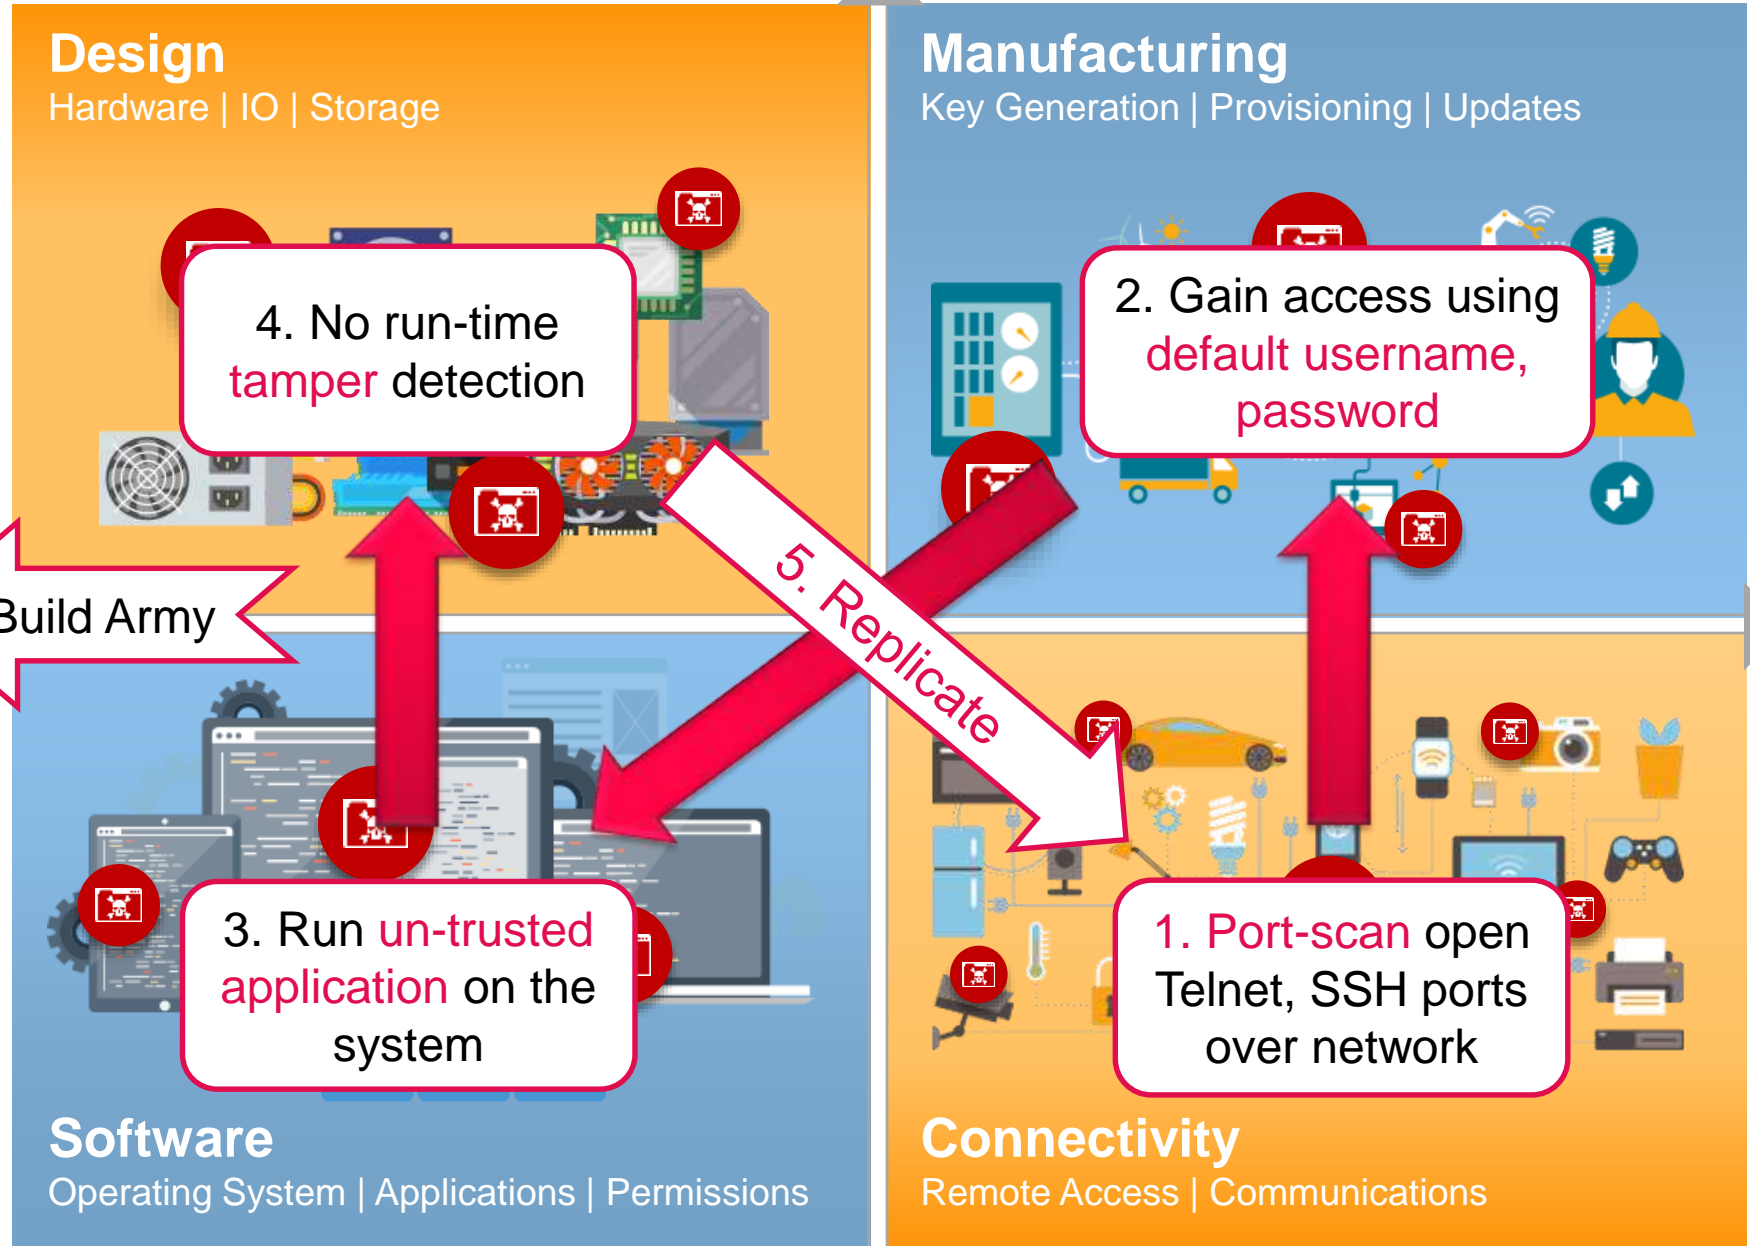 Design
Hardware | IO | Storage
Manufacturing
Key Generation | Provisioning | Updates
4. No run-time
tamper detection
2. Gain access using
default username,
password
5. Replicate
Build Army
3. Run un-trusted
application on the
system
1. Port-scan open
Telnet, SSH ports
over network
Software
Operating System | Applications | Permissions
Connectivity
Remote Access | Communications